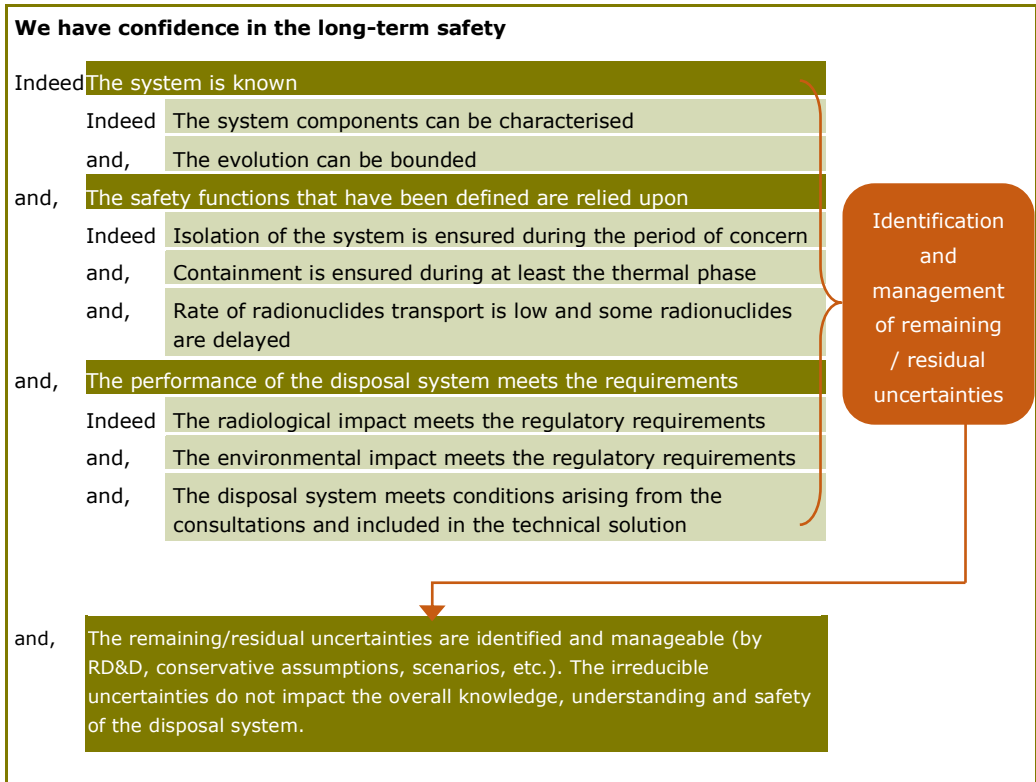 We have confidence in the long-term safety
Indeed The system is known
Indeed The system components can be characterised
and, The evolution can be bounded
and, The safety functions that have been defined are relied upon
Indeed Isolation of the system is ensured during the period of concern
and, Containment is ensured during at least the thermal phase
and, Rate of radionuclides transport is low and some radionuclides
are delayed
and, The performance of the disposal system meets the requirements
Indeed The radiological impact meets the regulatory requirements
and, The environmental impact meets the regulatory requirements
and, The disposal system meets conditions arising from the
consultations and included in the technical solution
Identification
and
management
of remaining
/ residual
uncertainties
and, The remaining/residual uncertainties are identified and manageable (by
RD&D, conservative assumptions, scenarios, etc.). The irreducible
uncertainties do not impact the overall knowledge, understanding and safety
of the disposal system.